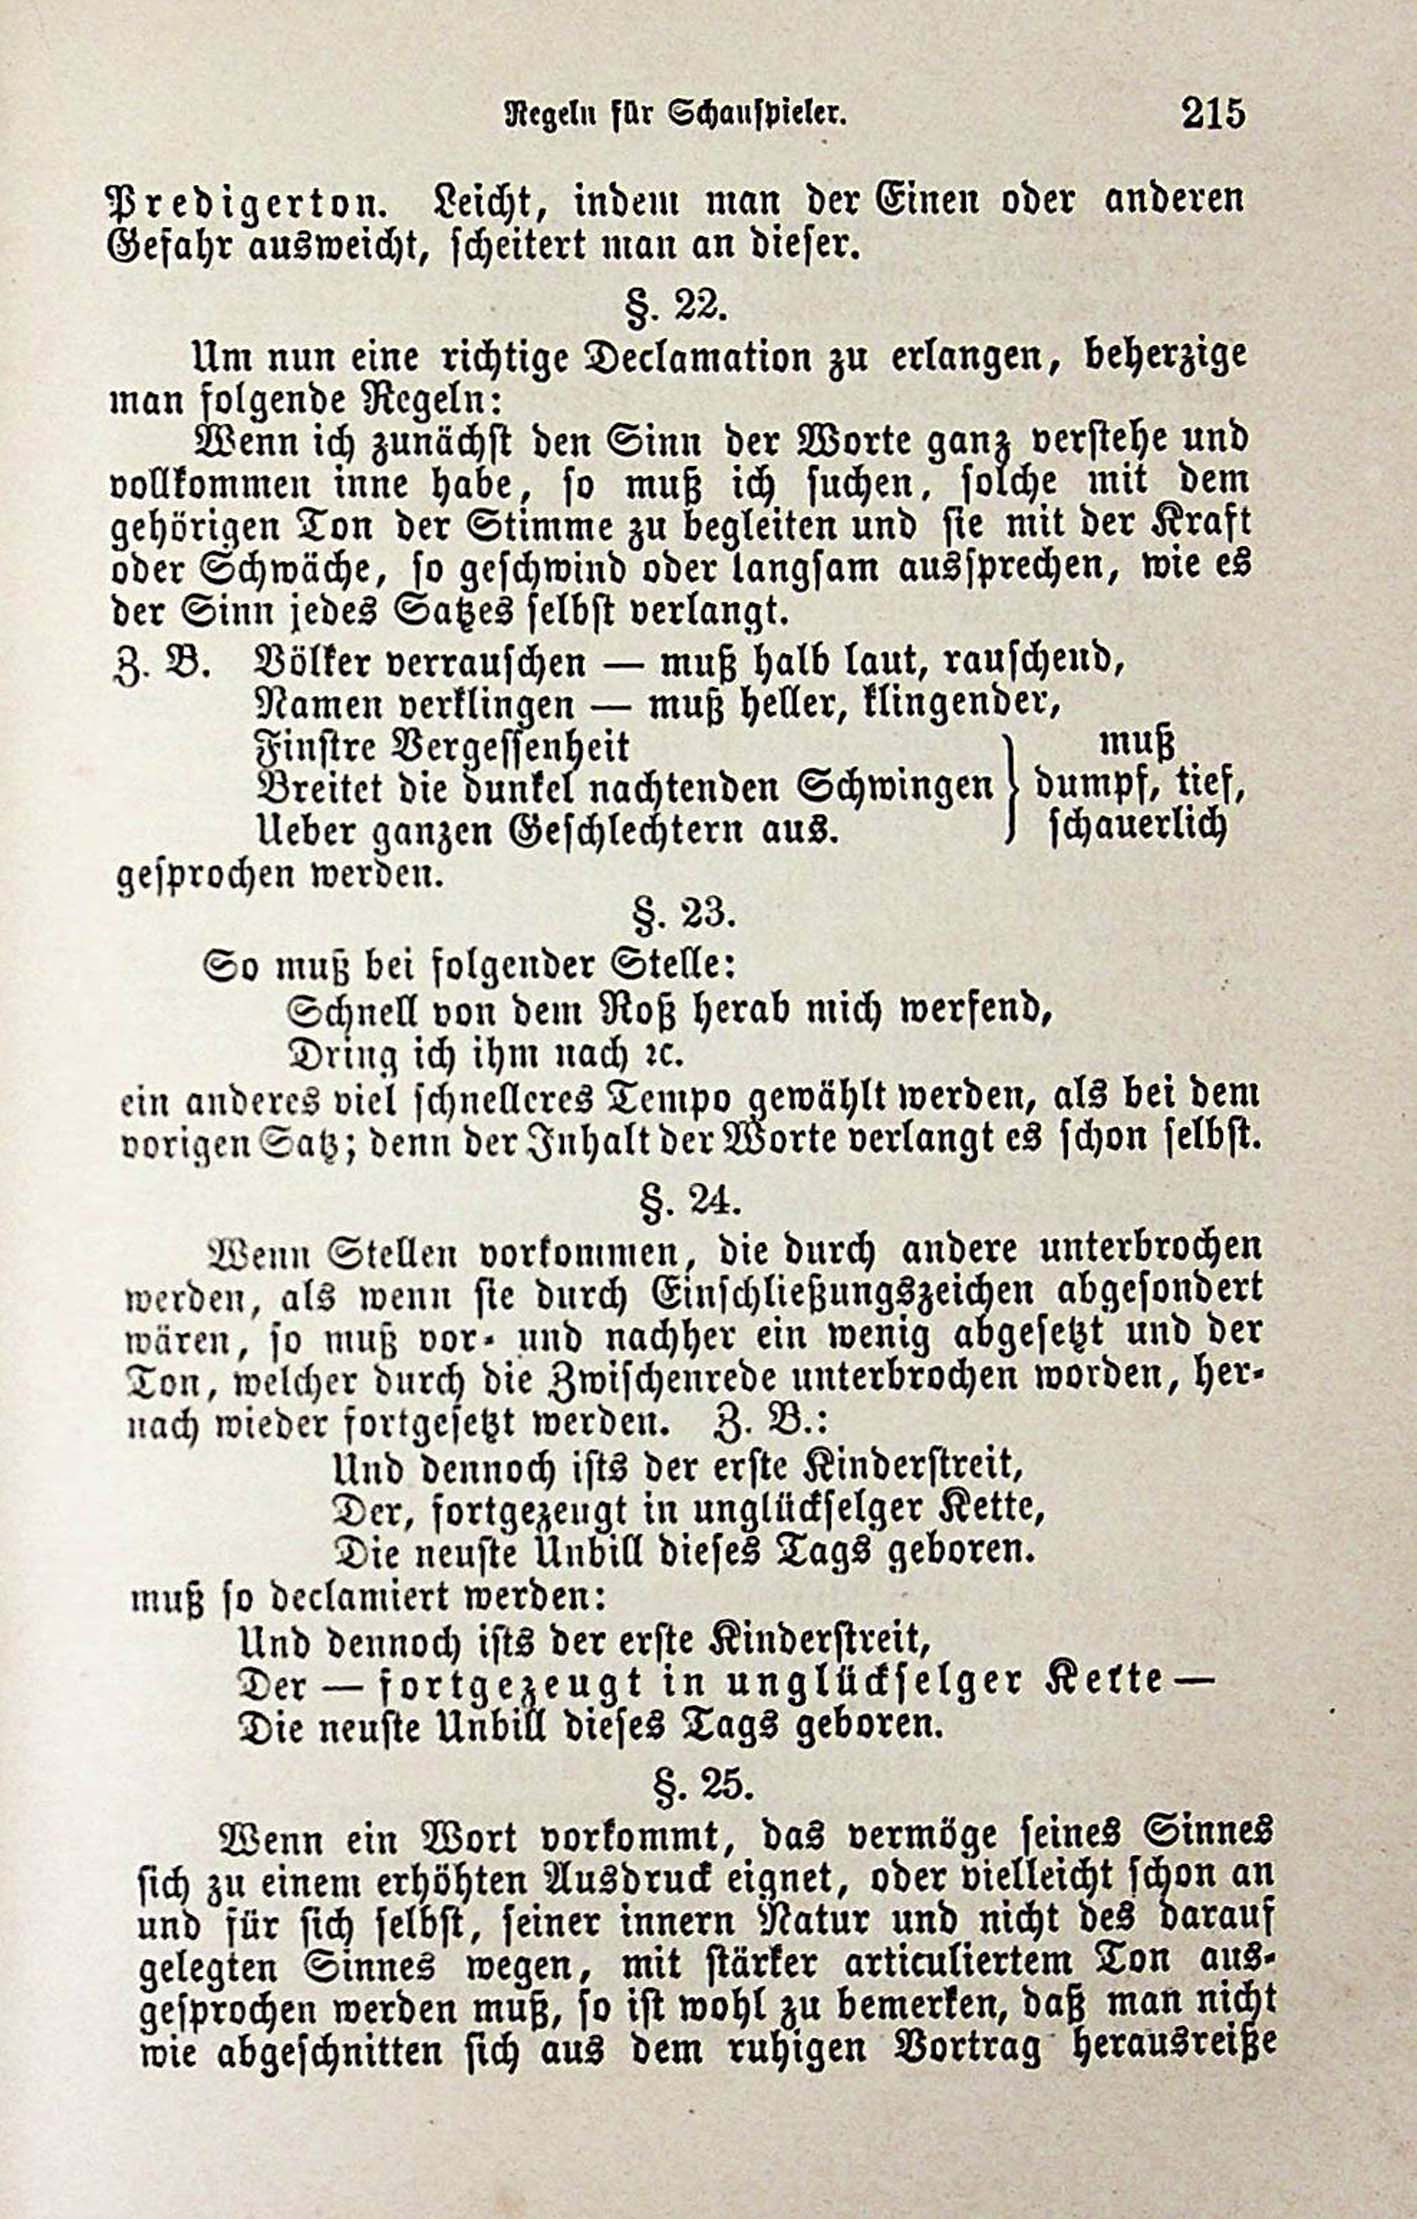 Regeln für Schauspieler. 215
Predigerton. Leicht, indem man der Einen oder anderen
Gefahr ausweicht, scheitert man an dieser.
§. 22.
Um nun eine richtige Declamation zu erlangen, beherzige
man folgende Regeln:
Wenn ich zunächst den Sinn der Worte ganz verstehe und
vollkommen inne habe, so muß ich suchen, solche mit dem
gehörigen Ton der Stimme zu begleiten und sie mit der Kraft
oder Schwäche, so geschwind oder langsam aussprechen, wie es
der Sinn jedes Satzes selbst verlangt.
Z. B. Völker verrauschen — muß halb laut, rauschend,
Namen verklingen — muß heller, klingender,
Finstre Vergessenheit } muß
Breitet die dunkel nachtenden Schwingen } dumpf, tief,
Ueber ganzen Geschlechtern aus. } schauerlich
gesprochen werden.
§. 23.
So muß bei folgender Stelle:
Schnell von dem Roß herab mich werfend,
Dring ich ihm nach ꝛc.
ein anderes viel schnelleres Tempo gewählt werden, als bei dem
vorigen Satz; denn der Inhalt der Worte verlangt es schon selbst.
§. 24.
Wenn Stellen vorkommen, die durch andere unterbrochen
werden, als wenn sie durch Einschließungszeichen abgesondert
wären, so muß vor- und nachher ein wenig abgesetzt und der
Ton, welcher durch die Zwischenrede unterbrochen worden, her-
nach wieder fortgesetzt werden. Z. B.:
Und dennoch ists der erste Kinderstreit,
Der, fortgezeugt in unglückselger Kette,
Die neuste Unbill dieses Tags geboren.
muß so declamiert werden:
Und dennoch ists der erste Kinderstreit,
Der — fortgezeugt in unglückselger Kette —
Die neuste Unbill dieses Tags geboren.
§. 25.
Wenn ein Wort vorkommt, das vermöge seines Sinnes
sich zu einem erhöhten Ausdruck eignet, oder vielleicht schon an
und für sich selbst, seiner innern Natur und nicht des darauf
gelegten Sinnes wegen, mit stärker articuliertem Ton aus-
gesprochen werden muß, so ist wohl zu bemerken, daß man nicht
wie abgeschnitten sich aus dem ruhigen Vortrag herausreiße